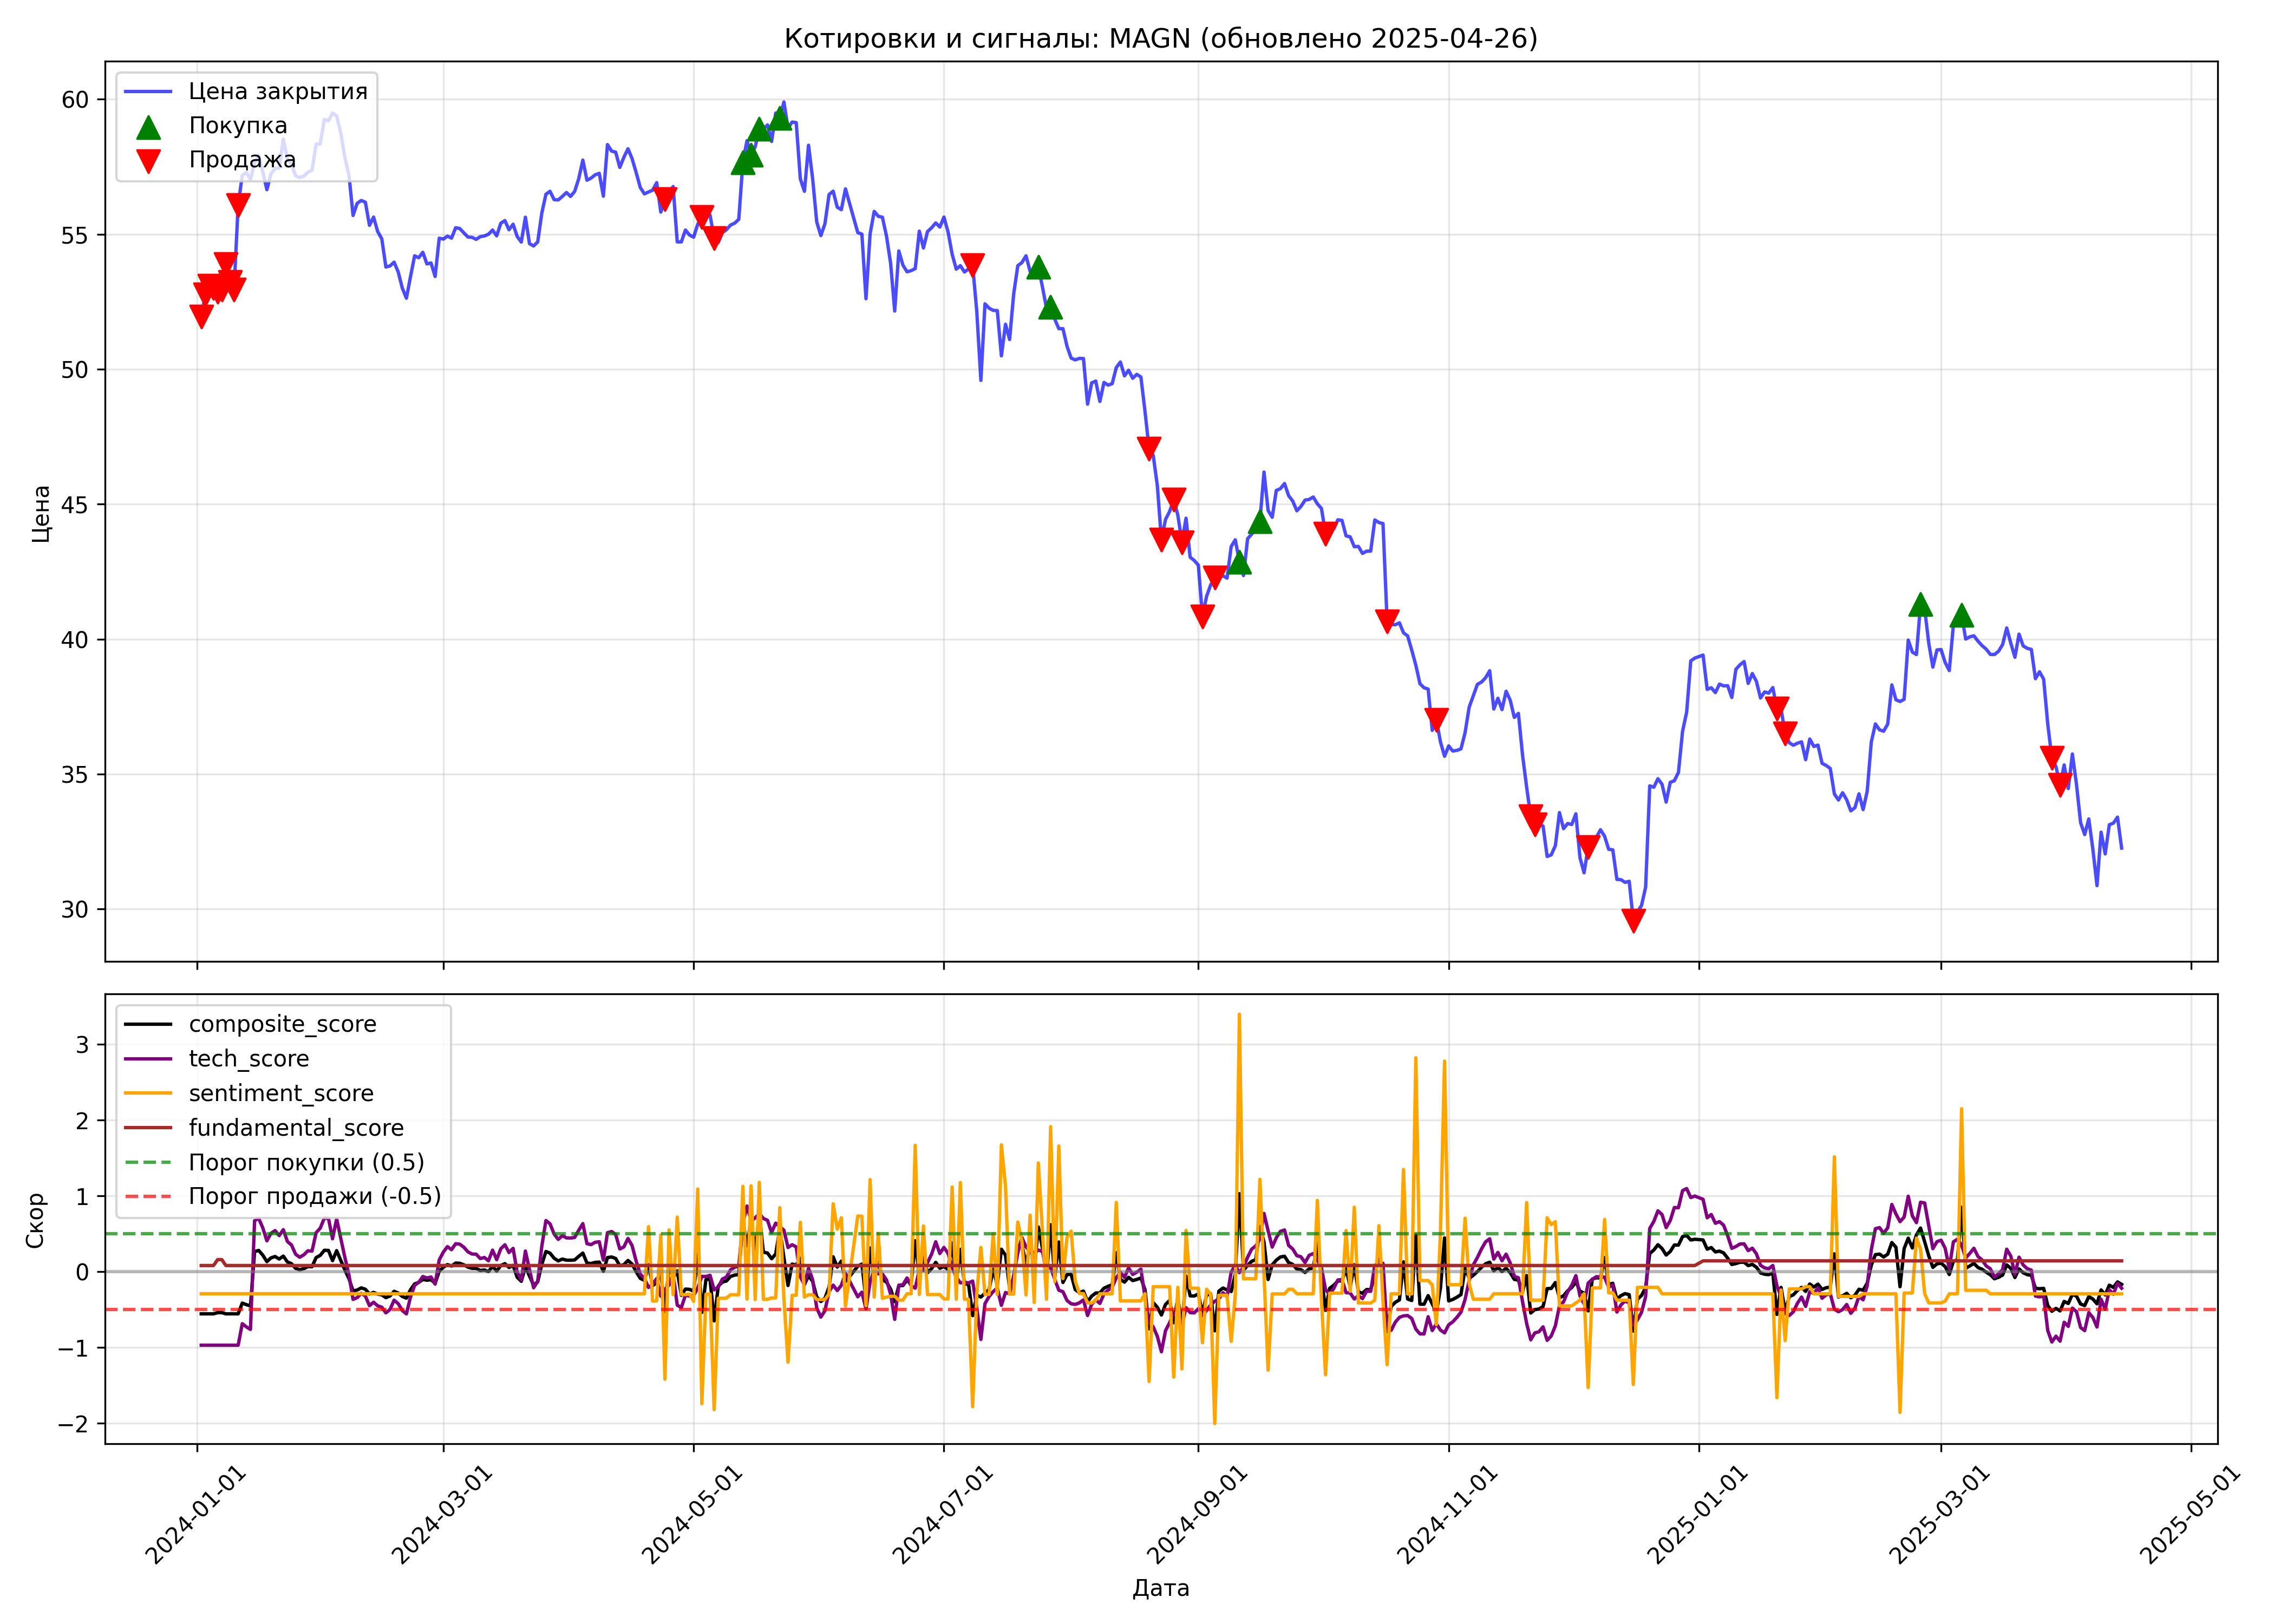 Котировки и сигналы: MAGN (обновлено 2025-04-26)
Цена закрытия
Покупка
Продажа
60
55
50
45
40
35
30
Цена
composite_score
tech_score
sentiment_score
fundamental_score
Порог покупки (0.5)
Порог продажи (-0.5)
3
2
1
0
−1
−2
Скор
2024-01-01
2024-03-01
2024-05-01
2024-07-01
2024-09-01
2024-11-01
2025-01-01
2025-03-01
2025-05-01
Дата